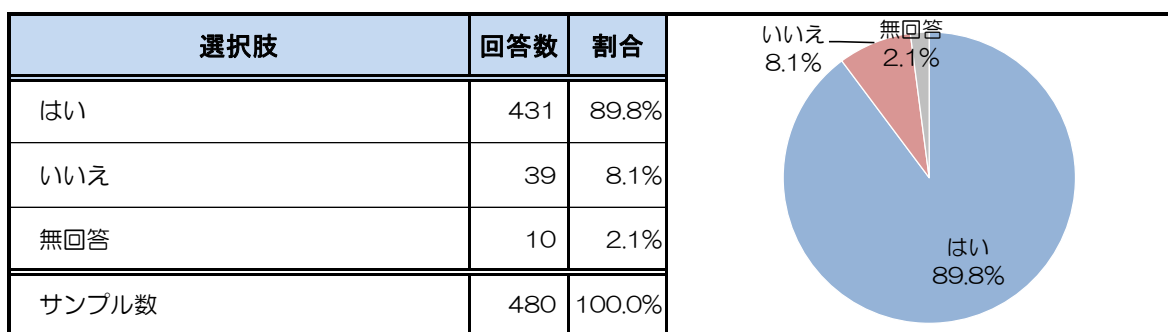 選択肢 回答数 割合
はい 431 89.8%
いいえ 39 8.1%
無回答 10 2.1%
サンプル数 480 100.0%
いいえ
8.1%
無回答
2.1%
はい
89.8%